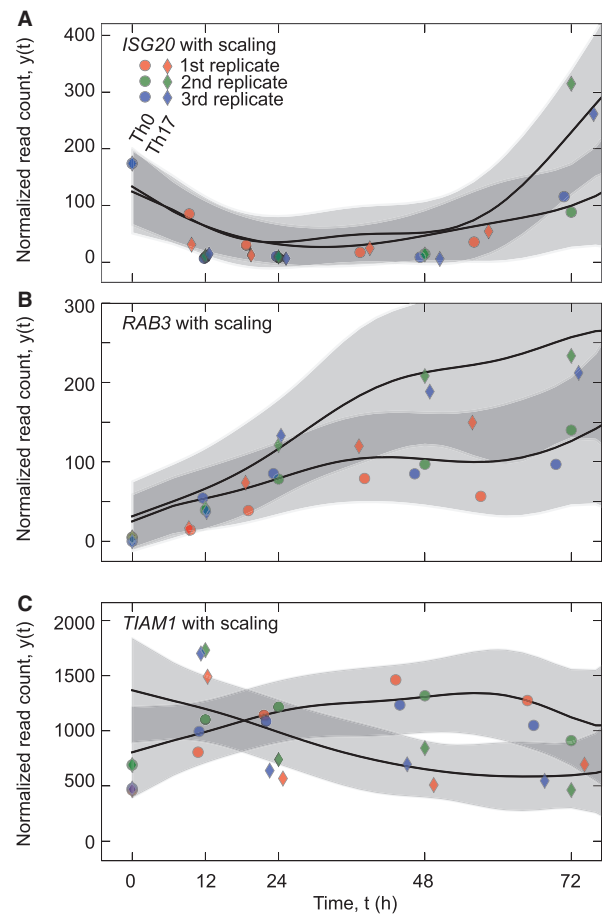 A
ISG20 with scaling
1st replicate
2nd replicate
3rd replicate
Th0
Th17
400
300
200
100
0
Normalized read count, y(t)
B
RAB3 with scaling
300
200
100
0
Normalized read count, y(t)
C
TIAM1 with scaling
2000
1500
1000
500
0
Normalized read count, y(t)
0 12 24 48 72
Time, t (h)